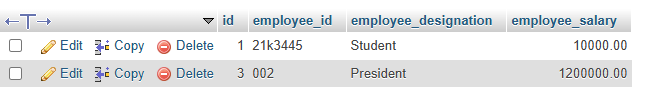 id employee_id employee_designation employee_salary
Edit Copy Delete 1 21k3445 Student 10000.00
Edit Copy Delete 3 002 President 1200000.00